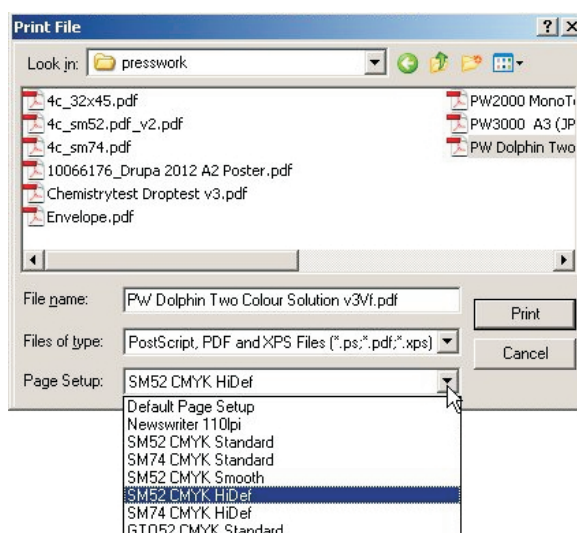 Print File
Look in: presswork
4c_32x45.pdf
4c_sm52.pdf_v2.pdf
4c_sm74.pdf
10066176_Drupa 2012 A2 Poster.pdf
Chemistrytest Droptest v3.pdf
Envelope.pdf
PW2000 MonoT
PW3000 A3 (JP
PW Dolphin Two
File name: PW Dolphin Two Colour Solution v3Vf.pdf
Print
Files of type: PostScript, PDF and XPS Files (*.ps;*.pdf;*.xps)
Cancel
Page Setup: SM52 CMYK HiDef
Default Page Setup
Newswriter 110lpi
SM52 CMYK Standard
SM74 CMYK Standard
SM52 CMYK Smooth
SM52 CMYK HiDef
SM74 CMYK HiDef
GTO52 CMYK Standard